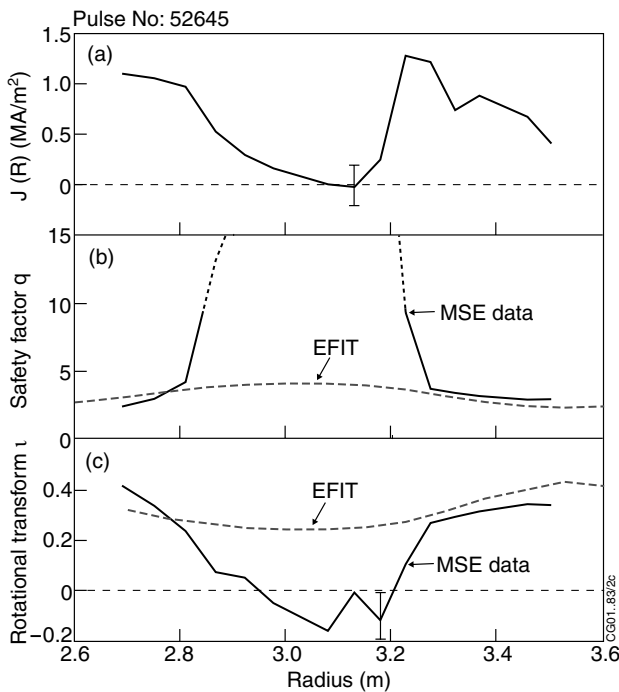 Pulse No: 52645
(a)
J (R) (MA/m²)
1.5
1.0
0.5
0
(b)
Safety factor q
15
10
5
0
MSE data
EFIT
(c)
Rotational transform ι
0.4
0.2
0
−0.2
EFIT
MSE data
2.6 2.8 3.0 3.2 3.4 3.6
Radius (m)
CG01..83/2c